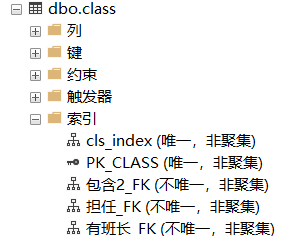 dbo.class
列
键
约束
触发器
索引
cls_index (唯一，非聚集)
PK_CLASS (唯一，非聚集)
包含2_FK (不唯一，非聚集)
担任_FK (不唯一，非聚集)
有班长_FK (不唯一，非聚集)